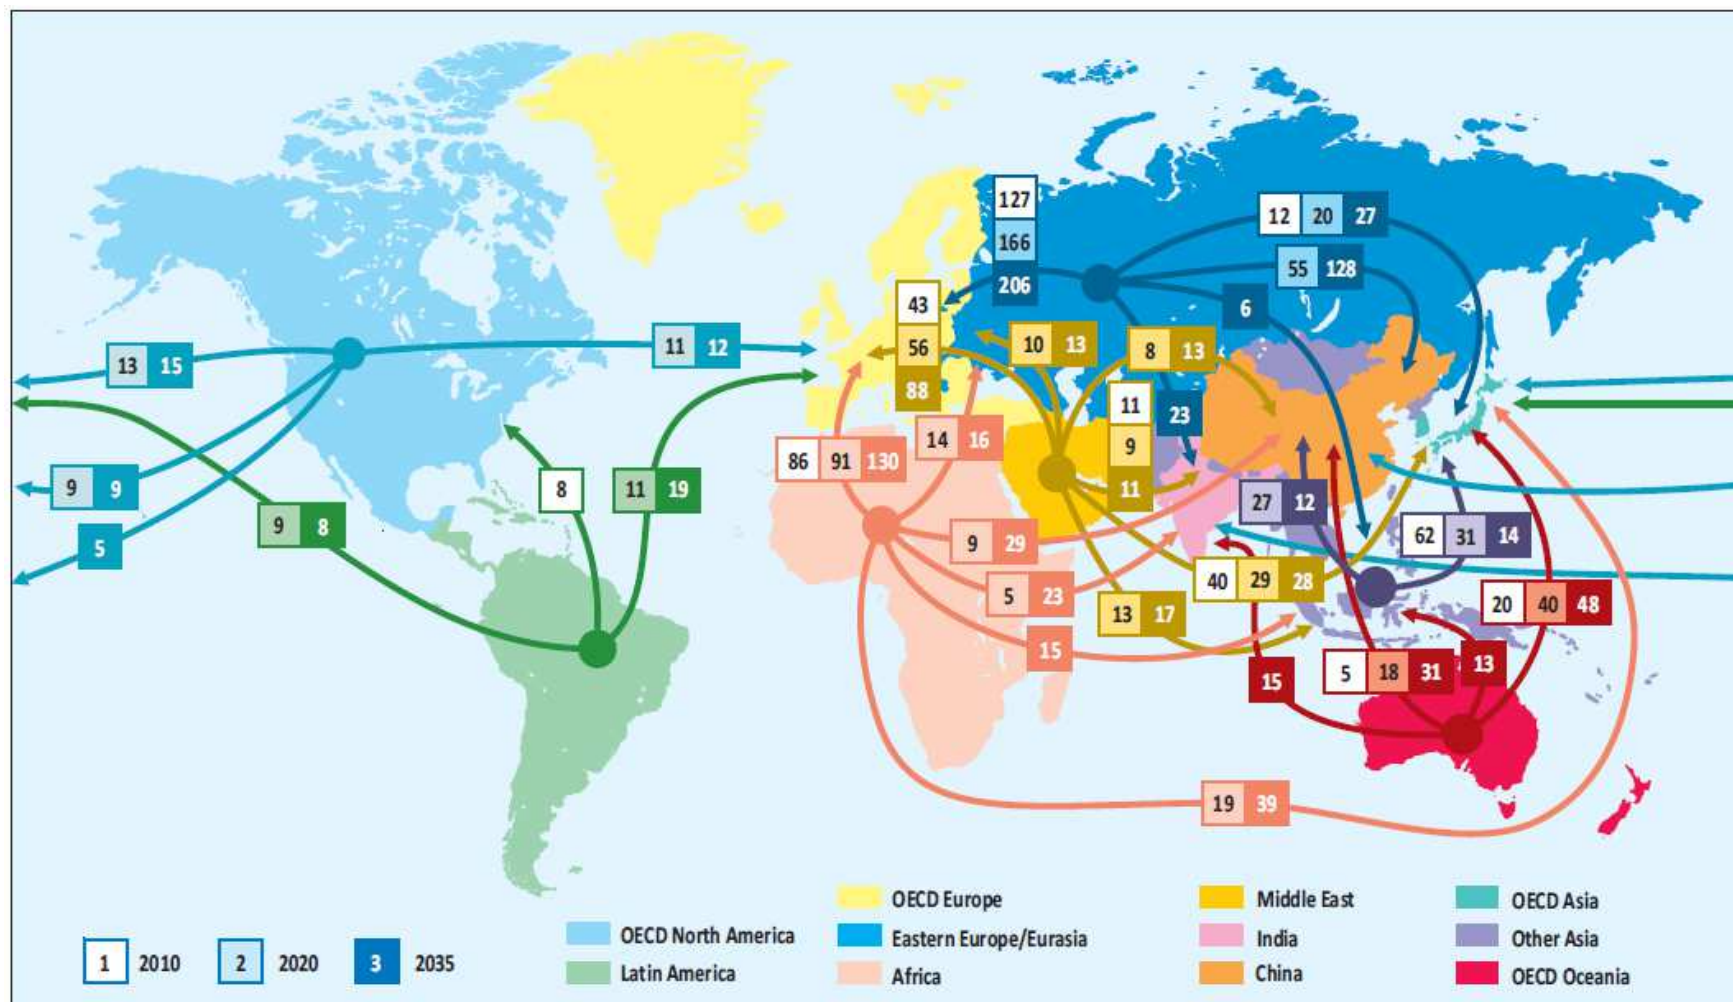 127
166
206
12 20 27
55 128
6
43
56
88
10 13
8 13
11 12
13 15
11
9
11
23
14 16
86 91 130
9 9
8
11 19
9 8
5
27 12
62 31 14
9 29
40 29 28
5 23
13 17
20 40 48
15
5 18 31
13
15
19 39
OECD Europe
Middle East
OECD Asia
OECD North America
Eastern Europe/Eurasia
India
Other Asia
1 2010
2 2020
3 2035
Latin America
Africa
China
OECD Oceania